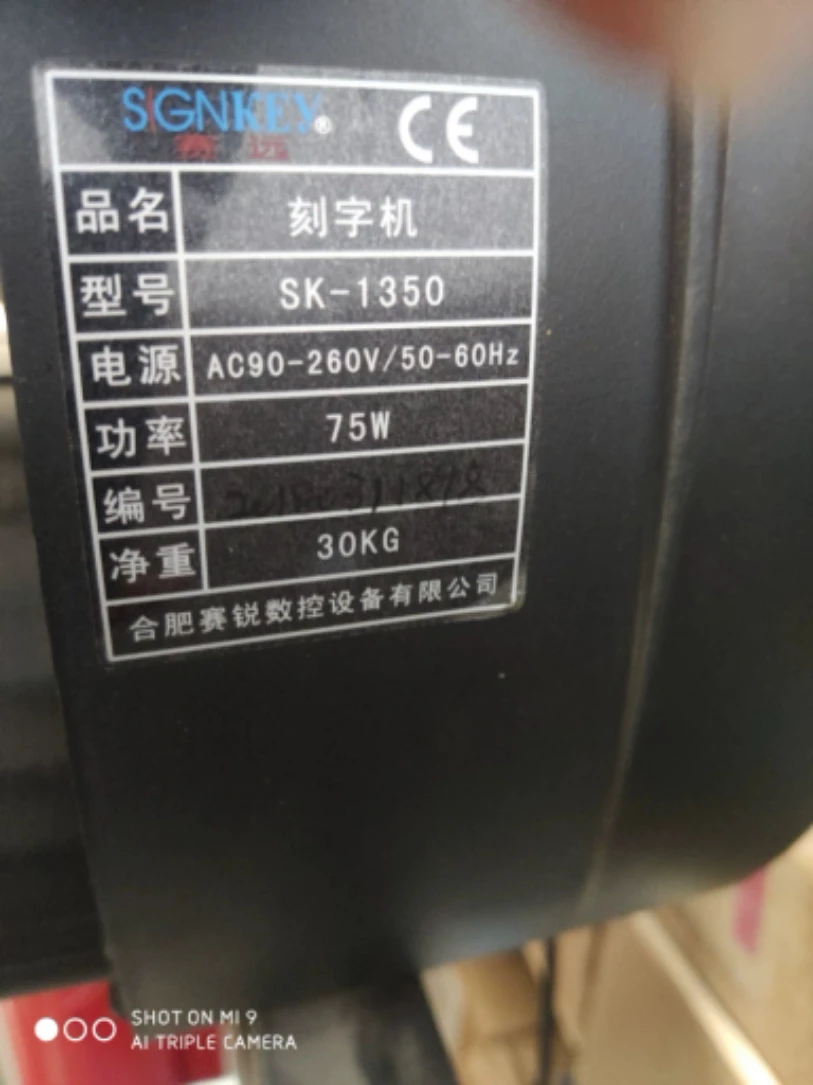 SIGNKEY®
赛远
CE
品名 刻字机
型号 SK-1350
电源 AC90-260V/50-60Hz
功率 75W
编号
净重 30KG
合肥赛锐数控设备有限公司
SHOT ON MI 9
AI TRIPLE CAMERA